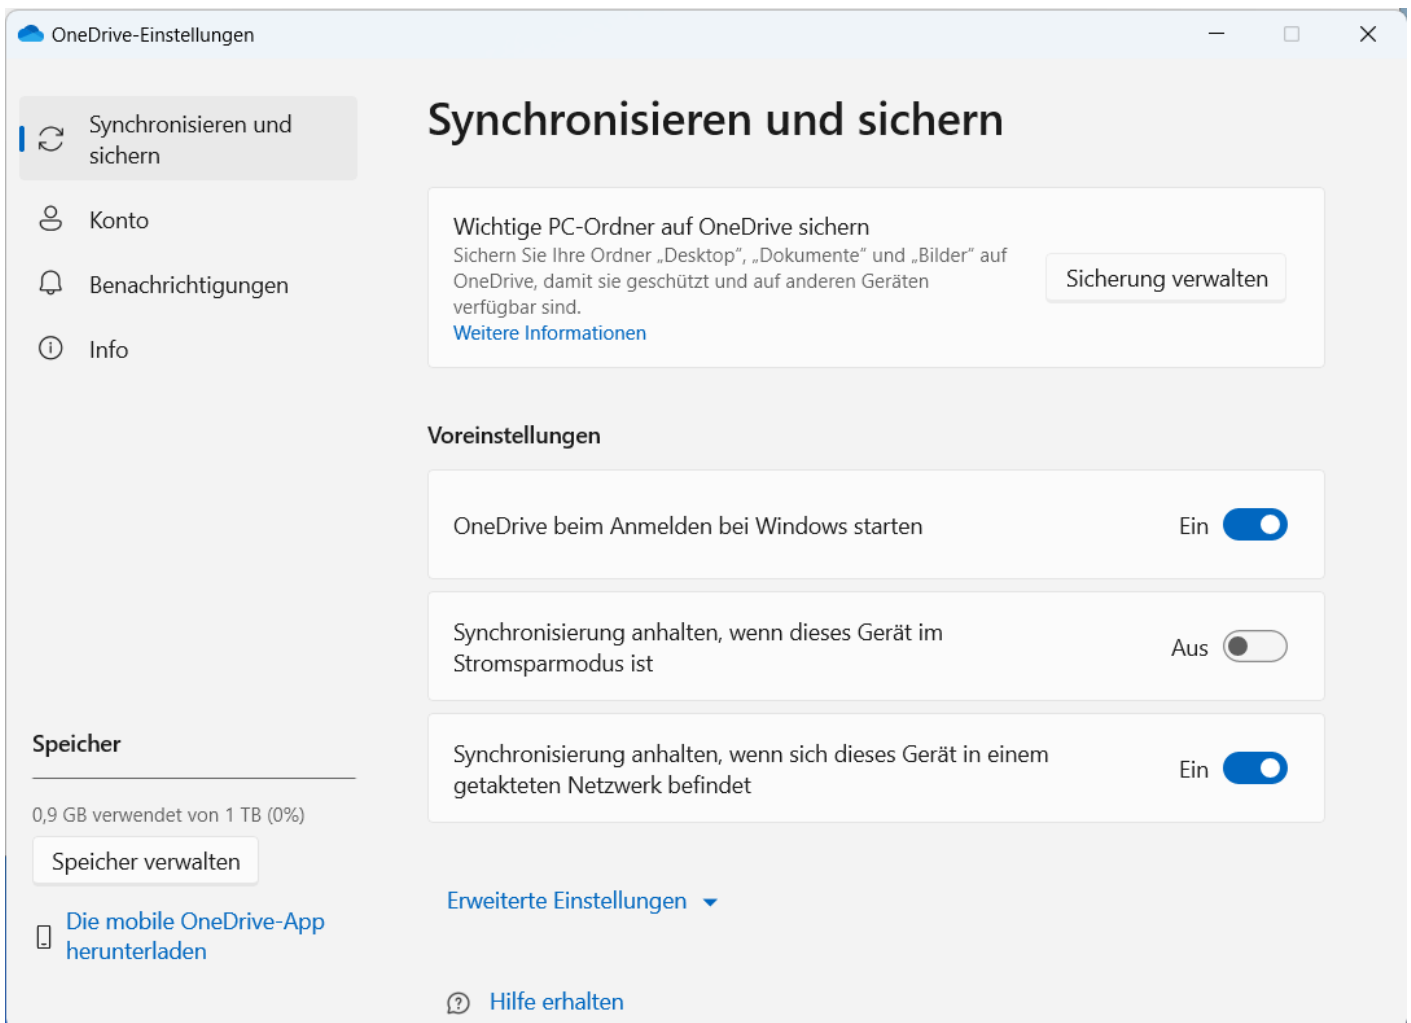 OneDrive-Einstellungen
Synchronisieren und
sichern
Konto
Benachrichtigungen
Info
Speicher
0,9 GB verwendet von 1 TB (0%)
Speicher verwalten
Die mobile OneDrive-App
herunterladen
Synchronisieren und sichern
Wichtige PC-Ordner auf OneDrive sichern
Sichern Sie Ihre Ordner „Desktop“, „Dokumente“ und „Bilder“ auf
OneDrive, damit sie geschützt und auf anderen Geräten
verfügbar sind.
Weitere Informationen
Sicherung verwalten
Voreinstellungen
OneDrive beim Anmelden bei Windows starten
Ein
Synchronisierung anhalten, wenn dieses Gerät im
Stromsparmodus ist
Aus
Synchronisierung anhalten, wenn sich dieses Gerät in einem
getakteten Netzwerk befindet
Ein
Erweiterte Einstellungen
Hilfe erhalten